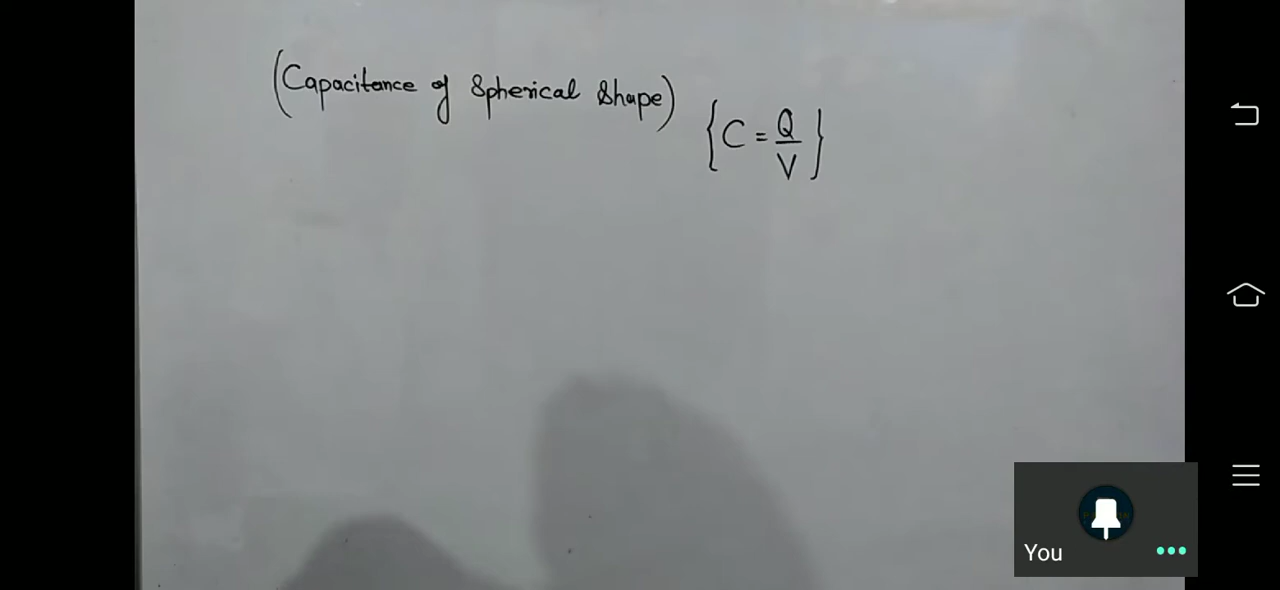 (Capacitance of Spherical Shape)
{C = Q/V}
You